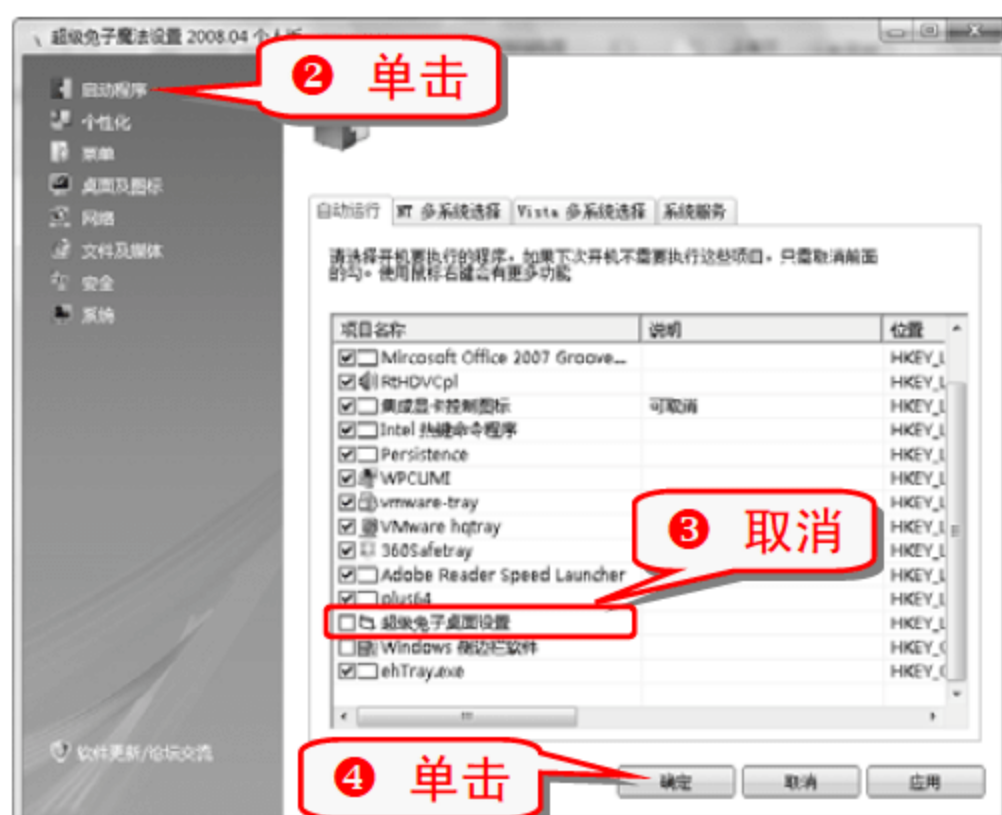 超级兔子魔法设置 2008.04 个人版
❷ 单击
启动程序
个性化
菜单
桌面及图标
网络
文件及媒体
安全
系统
自动运行 NT 多系统选择 Vista 多系统选择 系统服务
请选择开机要执行的程序，如果下次开机不需要执行这些项目，只需取消前面
的勾。使用鼠标右键会有更多功能
项目名称 说明 位置
Mircosoft Office 2007 Groove... HKEY_L
RtHDVCpl HKEY_L
集成显卡控制图标 可取消 HKEY_L
Intel 热键命令程序 HKEY_L
Persistence HKEY_L
WPCUMI HKEY_L
vmware-tray HKEY_L
VMware hqtray HKEY_L
360Safetray HKEY_L
❸ 取消
Adobe Reader Speed Launcher HKEY_L
plus64 HKEY_L
超级兔子桌面设置 HKEY_L
Windows 侧边栏软件 HKEY_C
ehTray.exe HKEY_C
软件更新/论坛交流
❹ 单击
确定 取消 应用